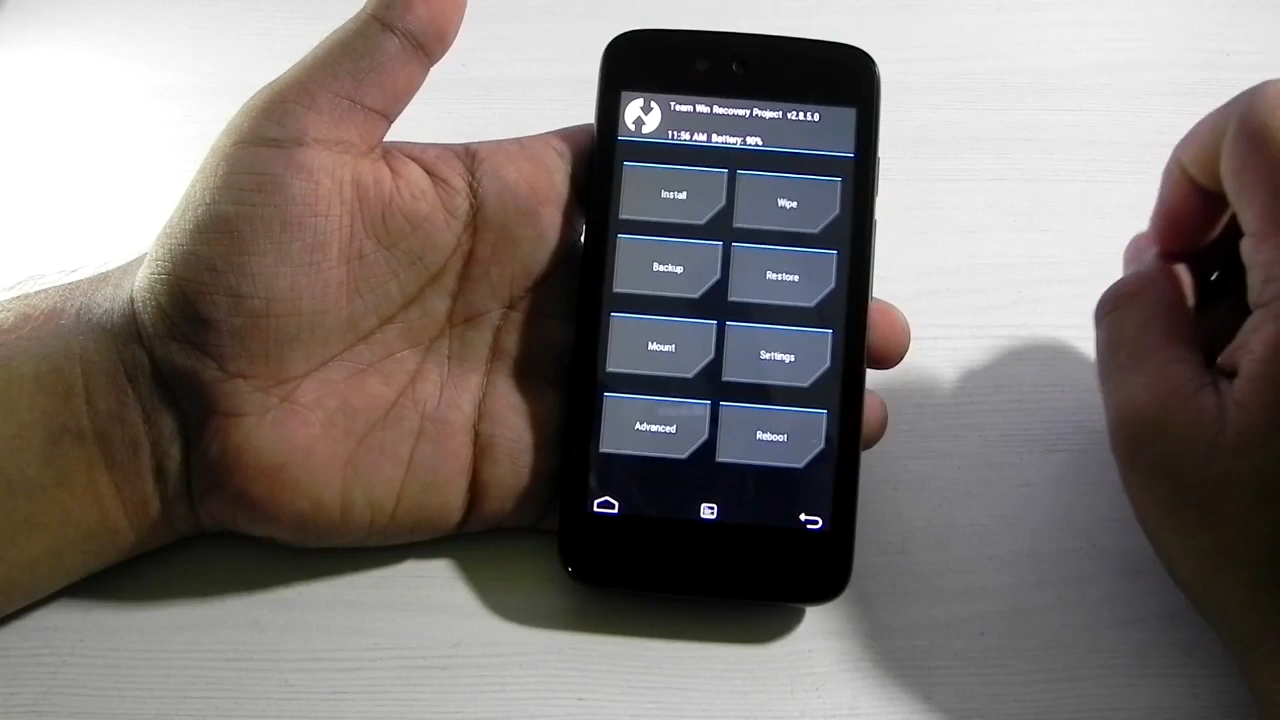 Team Win Recovery Project v2.8.5.0
11:56 AM Battery: 90%
Install
Wipe
Backup
Restore
Mount
Settings
Advanced
Reboot